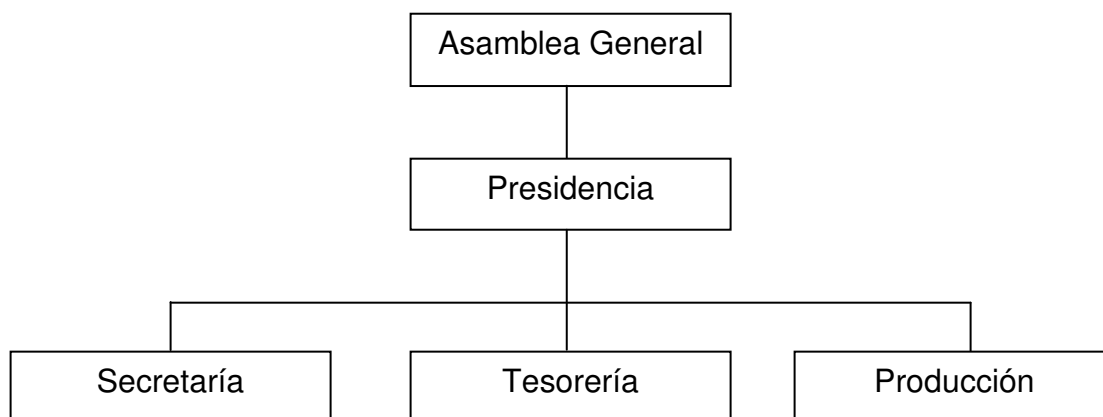 Asamblea General
Presidencia
Secretaría
Tesorería
Producción